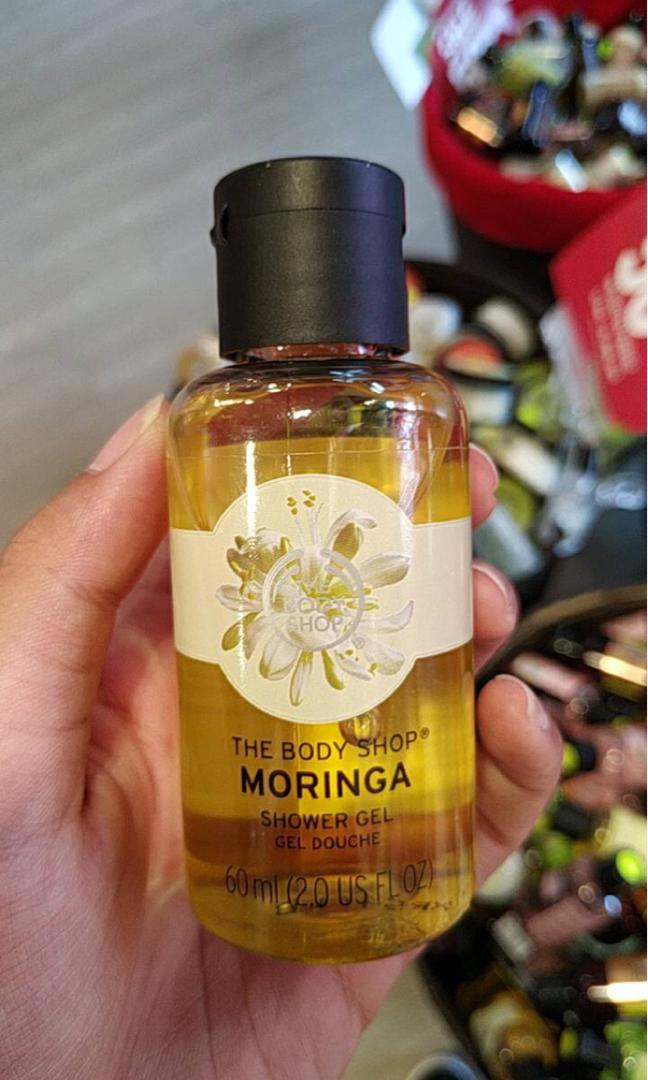 THE
BODY
SHOP
THE BODY SHOP®
MORINGA
SHOWER GEL
GEL DOUCHE
60 ml (2.0 US FL OZ)